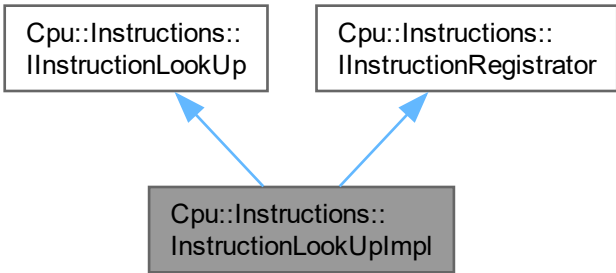 Cpu::Instructions::
IInstructionLookUp
Cpu::Instructions::
IInstructionRegistrator
Cpu::Instructions::
InstructionLookUpImpl